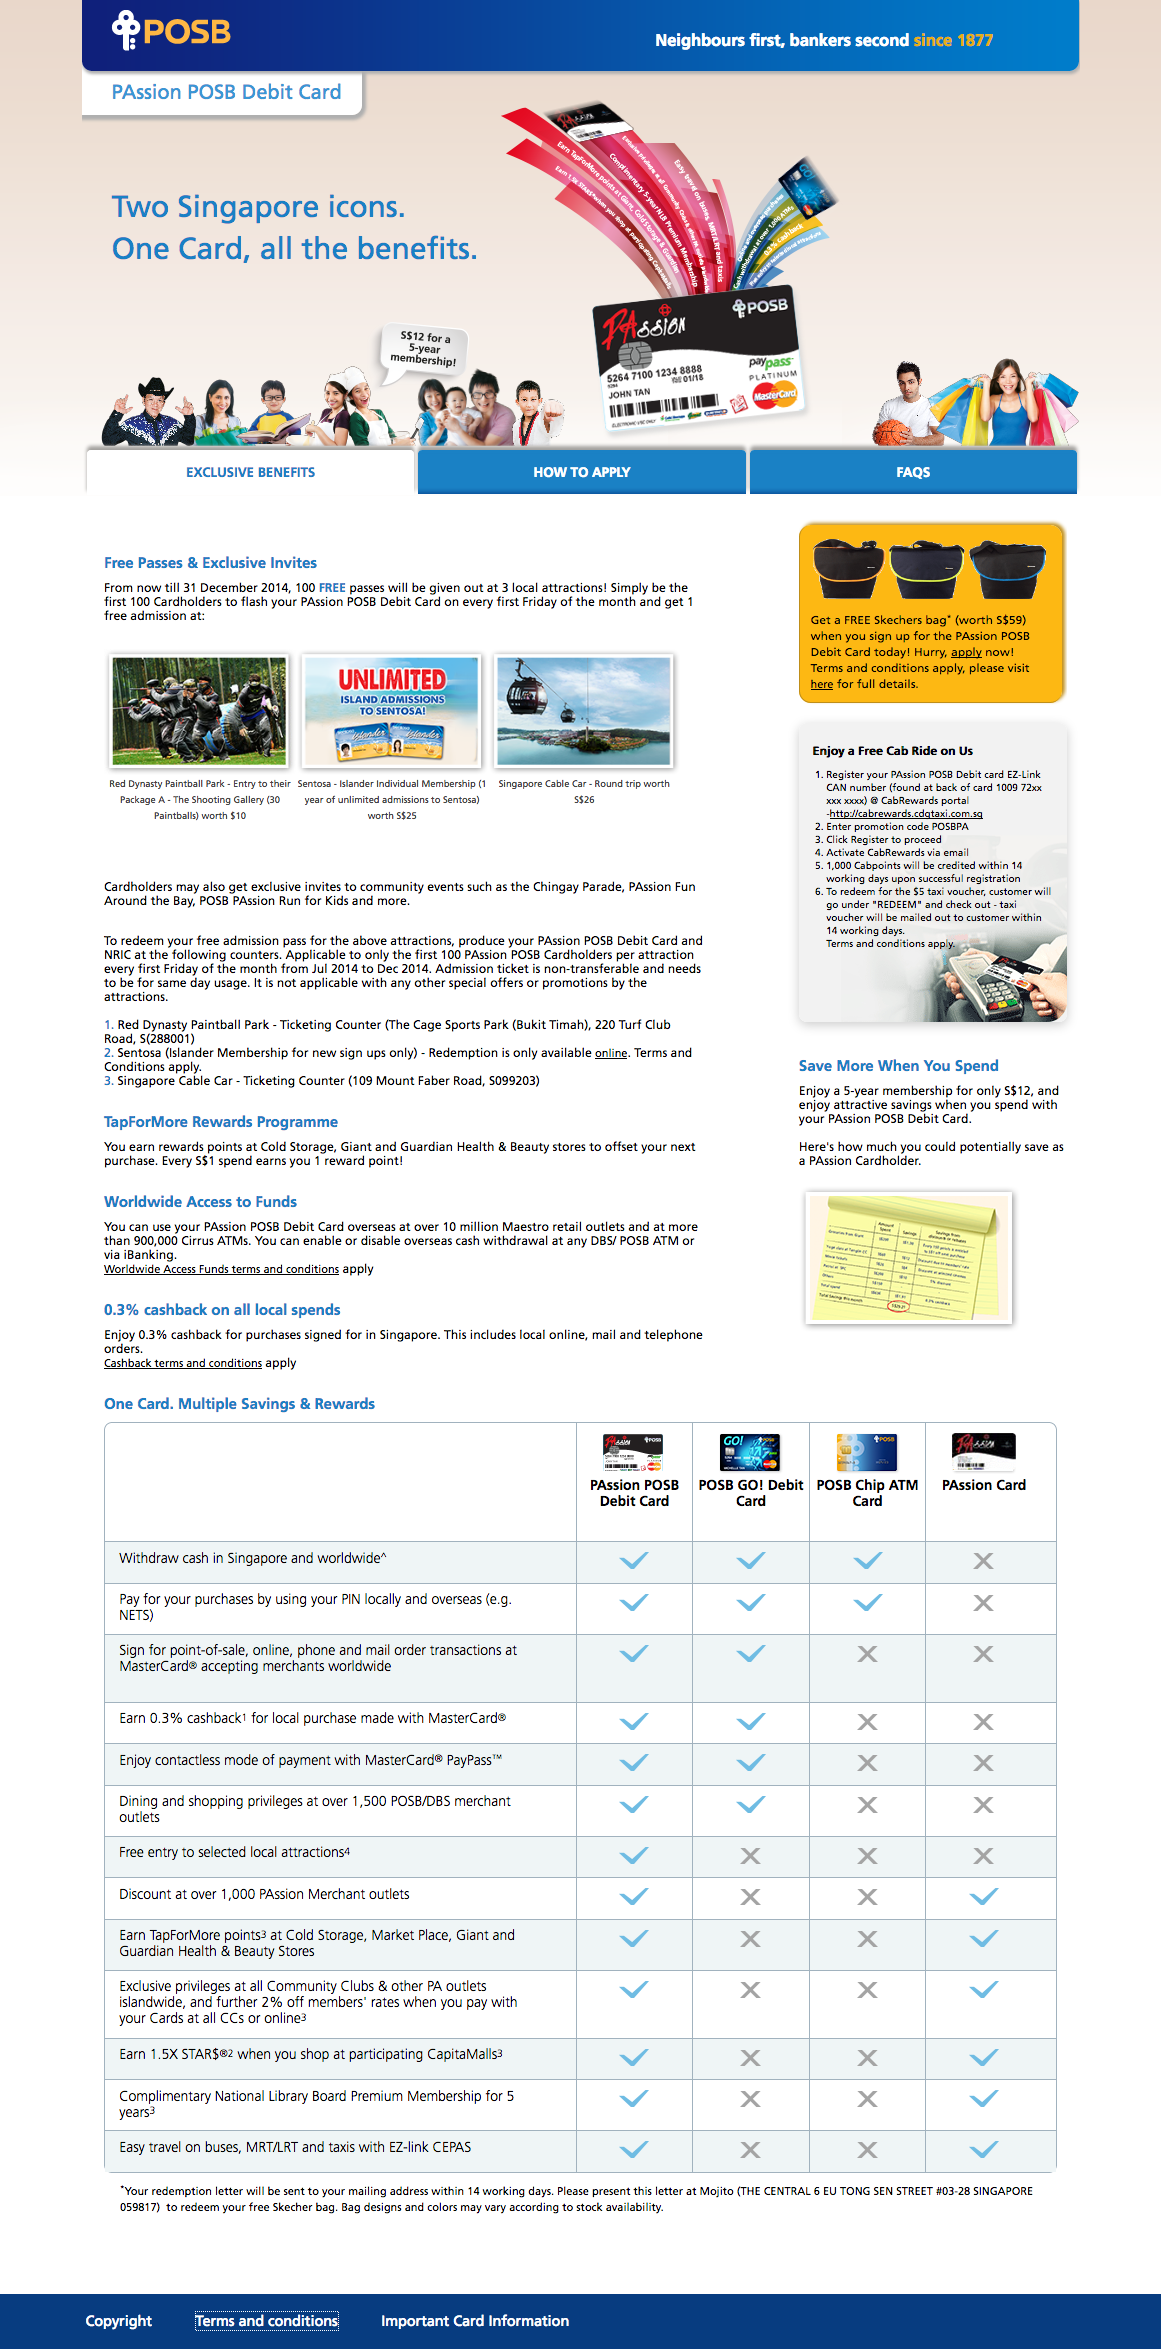 POSB
Neighbours first, bankers second since 1877
PAssion POSB Debit Card
Two Singapore icons.
One Card, all the benefits.
S$12 for a
5-year
membership!
PAssion
POSB
5264 7100 1234 8888
01/18
JOHN TAN
paypass
PLATINUM
MasterCard
EXCLUSIVE BENEFITS
HOW TO APPLY
FAQS
Free Passes & Exclusive Invites
From now till 31 December 2014, 100 FREE passes will be given out at 3 local attractions! Simply be the
first 100 Cardholders to flash your PAssion POSB Debit Card on every first Friday of the month and get 1
free admission at:
UNLIMITED
ISLAND ADMISSIONS
TO SENTOSA!
Red Dynasty Paintball Park - Entry to their
Package A - The Shooting Gallery (30
Paintballs) worth $10
Sentosa - Islander Individual Membership (1
year of unlimited admissions to Sentosa)
worth S$25
Singapore Cable Car - Round trip worth
S$26
Cardholders may also get exclusive invites to community events such as the Chingay Parade, PAssion Fun
Around the Bay, POSB PAssion Run for Kids and more.
To redeem your free admission pass for the above attractions, produce your PAssion POSB Debit Card and
NRIC at the following counters. Applicable to only the first 100 PAssion POSB Cardholders per attraction
every first Friday of the month from Jul 2014 to Dec 2014. Admission ticket is non-transferable and needs
to be for same day usage. It is not applicable with any other special offers or promotions by the
attractions.
1. Red Dynasty Paintball Park - Ticketing Counter (The Cage Sports Park (Bukit Timah), 220 Turf Club
Road, S(288001)
2. Sentosa (Islander Membership for new sign ups only) - Redemption is only available online. Terms and
Conditions apply.
3. Singapore Cable Car - Ticketing Counter (109 Mount Faber Road, S099203)
TapForMore Rewards Programme
You earn rewards points at Cold Storage, Giant and Guardian Health & Beauty stores to offset your next
purchase. Every S$1 spend earns you 1 reward point!
Worldwide Access to Funds
You can use your PAssion POSB Debit Card overseas at over 10 million Maestro retail outlets and at more
than 900,000 Cirrus ATMs. You can enable or disable overseas cash withdrawal at any DBS/ POSB ATM or
via iBanking.
Worldwide Access Funds terms and conditions apply
0.3% cashback on all local spends
Enjoy 0.3% cashback for purchases signed for in Singapore. This includes local online, mail and telephone
orders.
Cashback terms and conditions apply
Get a FREE Skechers bag* (worth S$59)
when you sign up for the PAssion POSB
Debit Card today! Hurry, apply now!
Terms and conditions apply, please visit
here for full details.
Enjoy a Free Cab Ride on Us
1. Register your PAssion POSB Debit card EZ-Link
CAN number (found at back of card 1009 72xx
xxx xxxx) @ CabRewards portal
-http://cabrewards.cdgtaxi.com.sg
2. Enter promotion code POSBPA
3. Click Register to proceed
4. Activate CabRewards via email
5. 1,000 Cabpoints will be credited within 14
working days upon successful registration
6. To redeem for the $5 taxi voucher, customer will
go under "REDEEM" and check out - taxi
voucher will be mailed out to customer within
14 working days.
Terms and conditions apply.
Save More When You Spend
Enjoy a 5-year membership for only S$12, and
enjoy attractive savings when you spend with
your PAssion POSB Debit Card.
Here's how much you could potentially save as
a PAssion Cardholder.
One Card. Multiple Savings & Rewards
PAssion POSB
Debit Card
POSB GO! Debit
Card
POSB Chip ATM
Card
PAssion Card
Withdraw cash in Singapore and worldwide^
Pay for your purchases by using your PIN locally and overseas (e.g.
NETS)
Sign for point-of-sale, online, phone and mail order transactions at
MasterCard® accepting merchants worldwide
Earn 0.3% cashback1 for local purchase made with MasterCard®
Enjoy contactless mode of payment with MasterCard® PayPass™
Dining and shopping privileges at over 1,500 POSB/DBS merchant
outlets
Free entry to selected local attractions4
Discount at over 1,000 PAssion Merchant outlets
Earn TapForMore points3 at Cold Storage, Market Place, Giant and
Guardian Health & Beauty Stores
Exclusive privileges at all Community Clubs & other PA outlets
islandwide, and further 2% off members' rates when you pay with
your Cards at all CCs or online3
Earn 1.5X STAR$®2 when you shop at participating CapitaMalls3
Complimentary National Library Board Premium Membership for 5
years3
Easy travel on buses, MRT/LRT and taxis with EZ-link CEPAS
*Your redemption letter will be sent to your mailing address within 14 working days. Please present this letter at Mojito (THE CENTRAL 6 EU TONG SEN STREET #03-28 SINGAPORE
059817) to redeem your free Skecher bag. Bag designs and colors may vary according to stock availability.
Copyright
Terms and conditions
Important Card Information